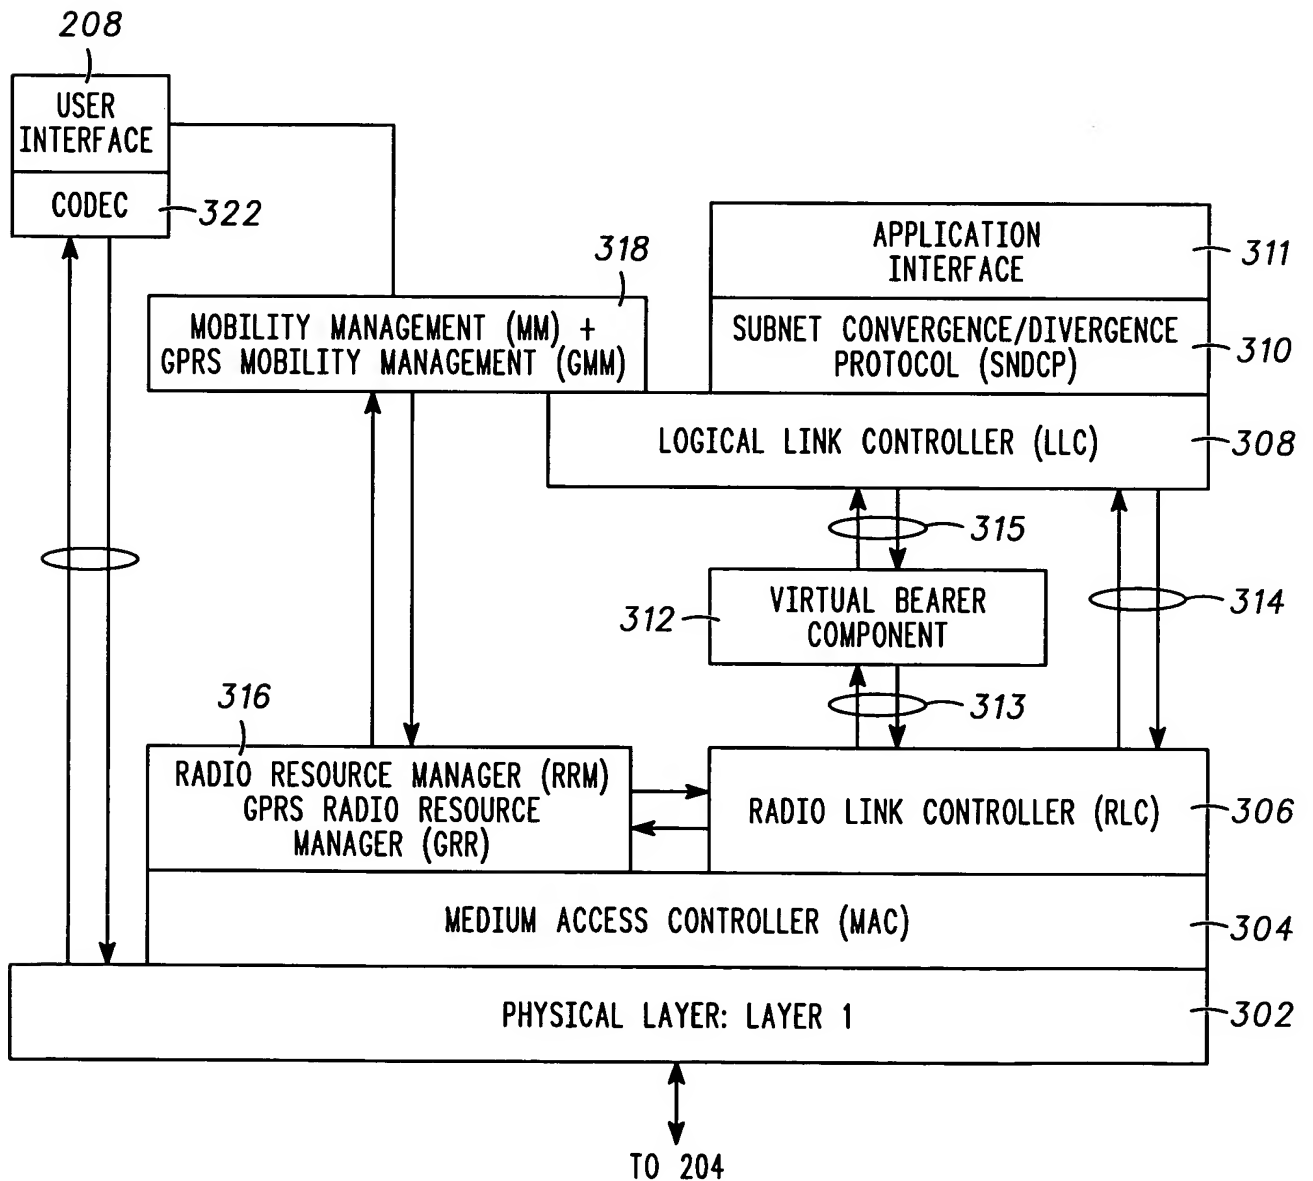 208
USER
INTERFACE
CODEC
322
318
MOBILITY MANAGEMENT (MM) +
GPRS MOBILITY MANAGEMENT (GMM)
APPLICATION
INTERFACE
311
SUBNET CONVERGENCE/DIVERGENCE
PROTOCOL (SNDCP)
310
LOGICAL LINK CONTROLLER (LLC)
308
315
312
VIRTUAL BEARER
COMPONENT
314
313
316
RADIO RESOURCE MANAGER (RRM)
GPRS RADIO RESOURCE
MANAGER (GRR)
RADIO LINK CONTROLLER (RLC)
306
MEDIUM ACCESS CONTROLLER (MAC)
304
PHYSICAL LAYER: LAYER 1
302
TO 204